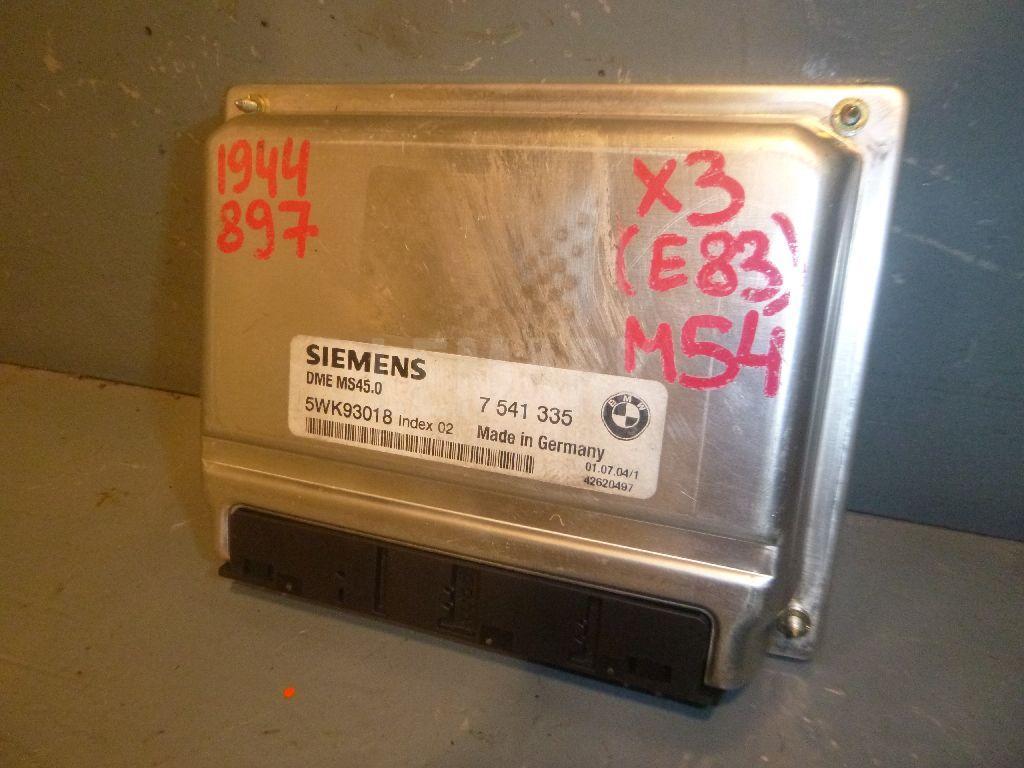 1944
897
X3
(E83)
M54
SIEMENS
DME MS45.0
5WK93018 Index 02
7 541 335
Made in Germany
BMW
01.07.04/1
42620497